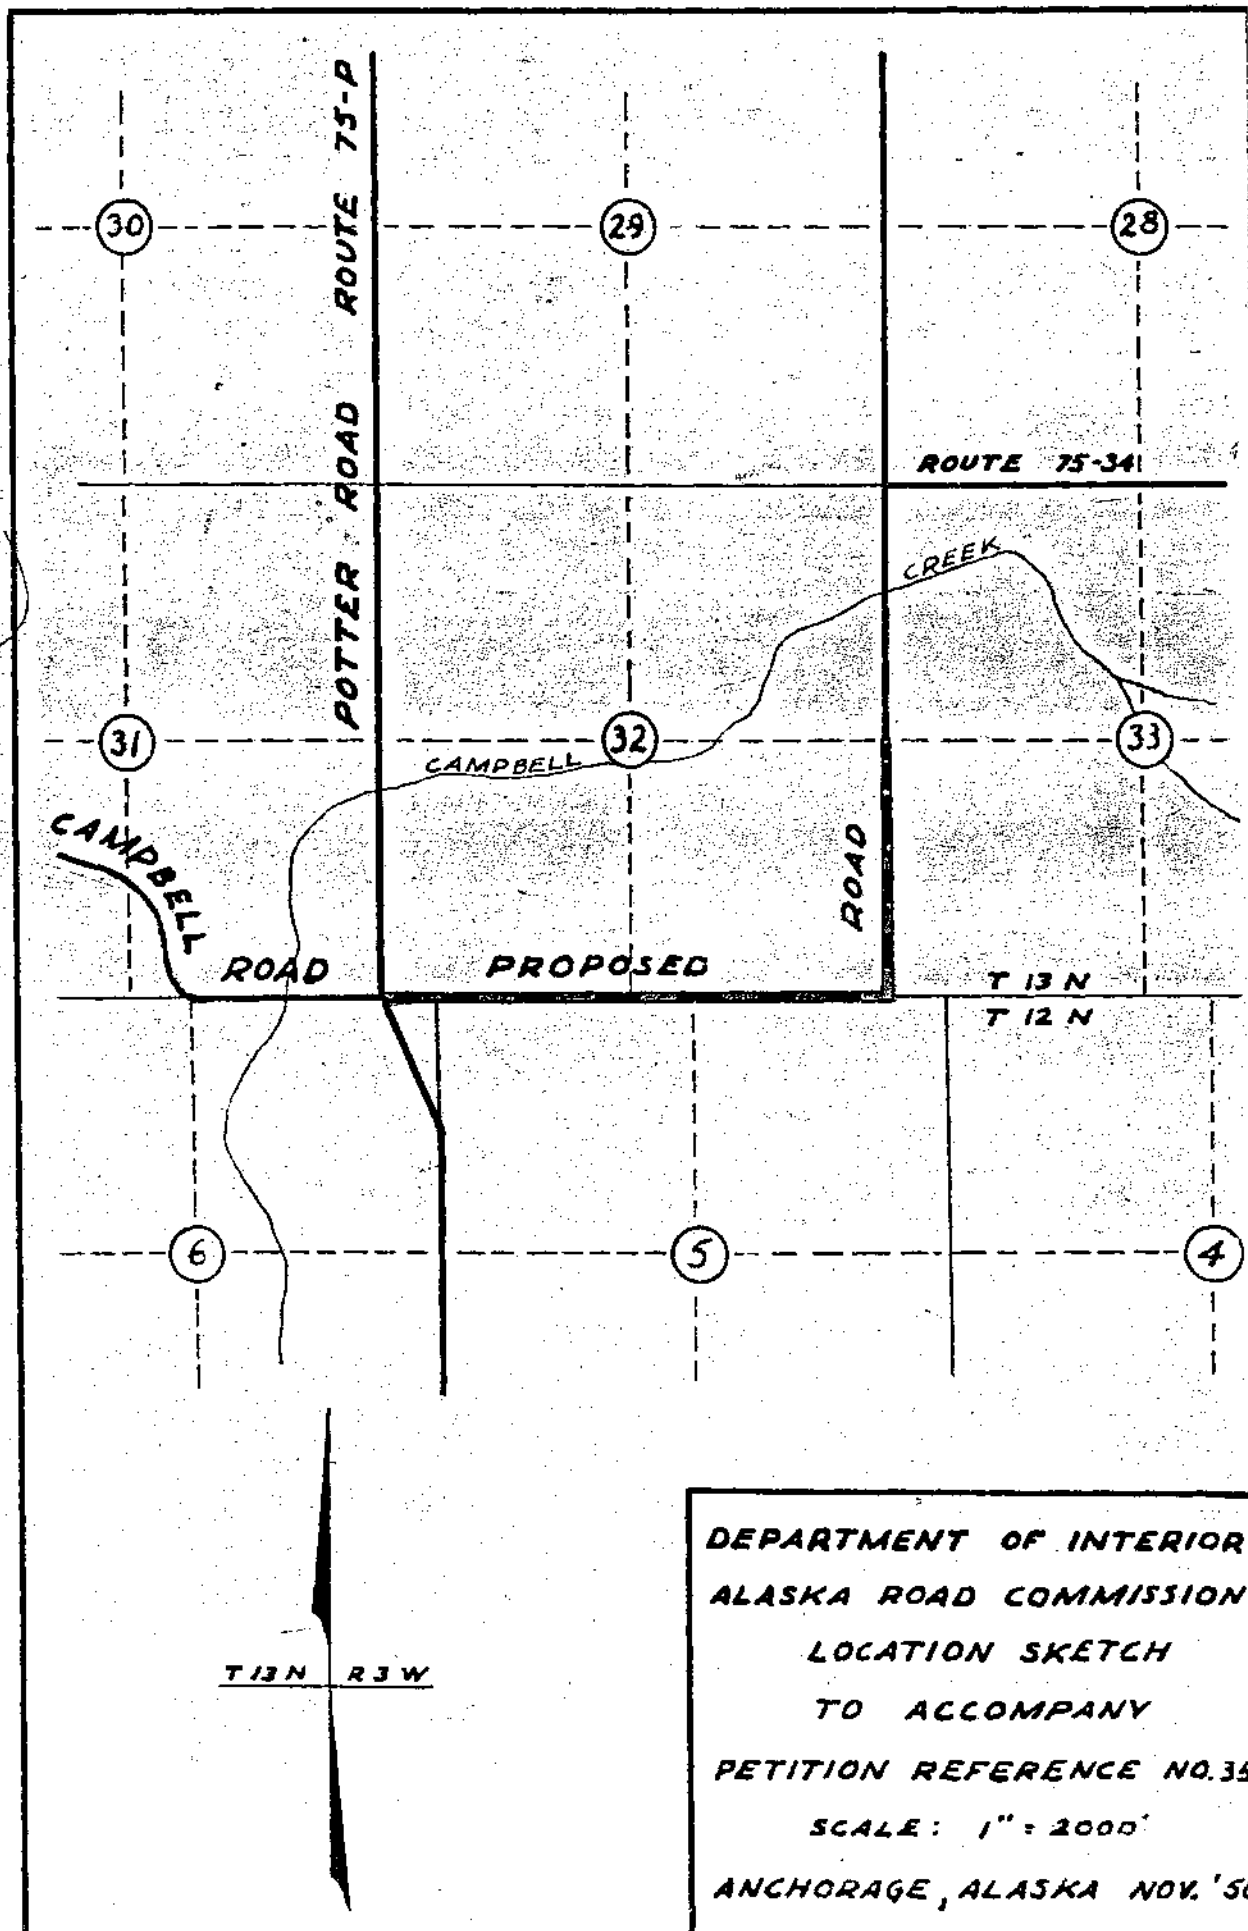 POTTER ROAD ROUTE 75-P
30
29
28
ROUTE 75-34
CREEK
31
32
33
CAMPBELL
CAMPBELL
ROAD
PROPOSED
ROAD
T 13 N
T 12 N
6
5
4
T 13 N R 3 W
DEPARTMENT OF INTERIOR
ALASKA ROAD COMMISSION
LOCATION SKETCH
TO ACCOMPANY
PETITION REFERENCE NO.
SCALE: 1" = 2000'
ANCHORAGE, ALASKA NOV.